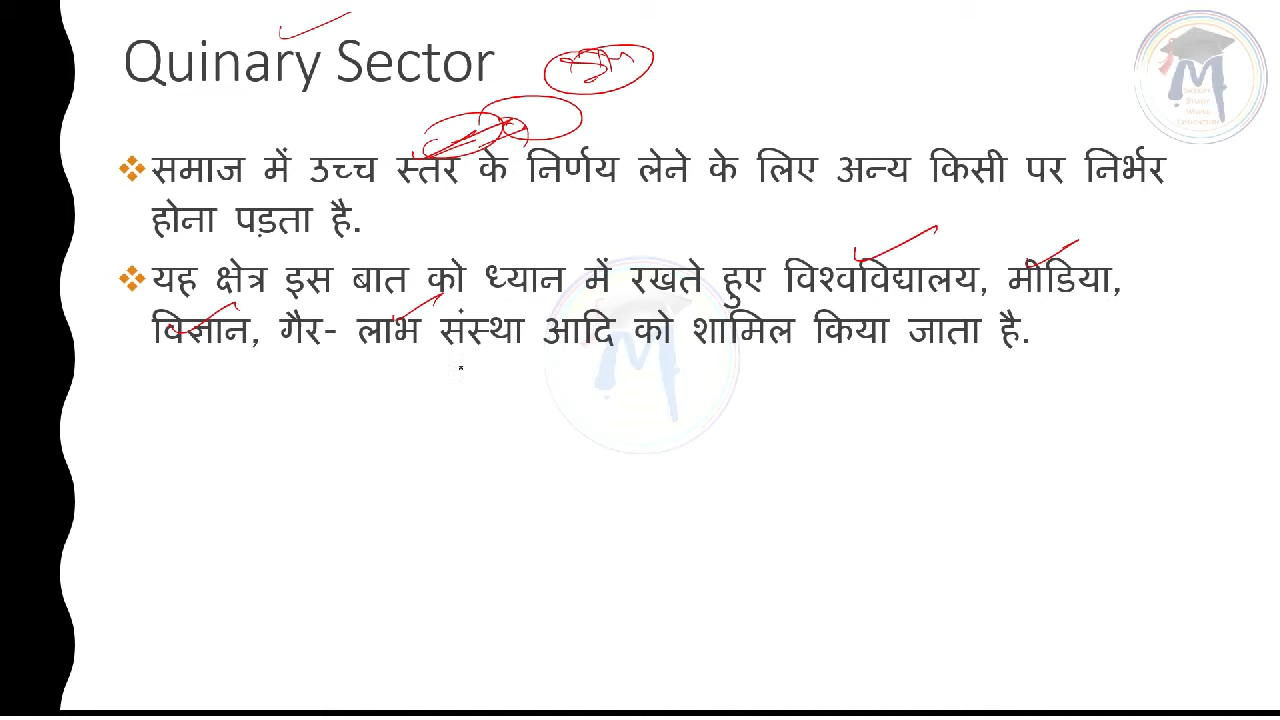 Quinary Sector
❖समाज में उच्च स्तर के निर्णय लेने के लिए अन्य किसी पर निर्भर
होना पड़ता है.
❖यह क्षेत्र इस बात को ध्यान में रखते हुए विश्वविद्यालय, मीडिया,
विज्ञान, गैर- लाभ संस्था आदि को शामिल किया जाता है.